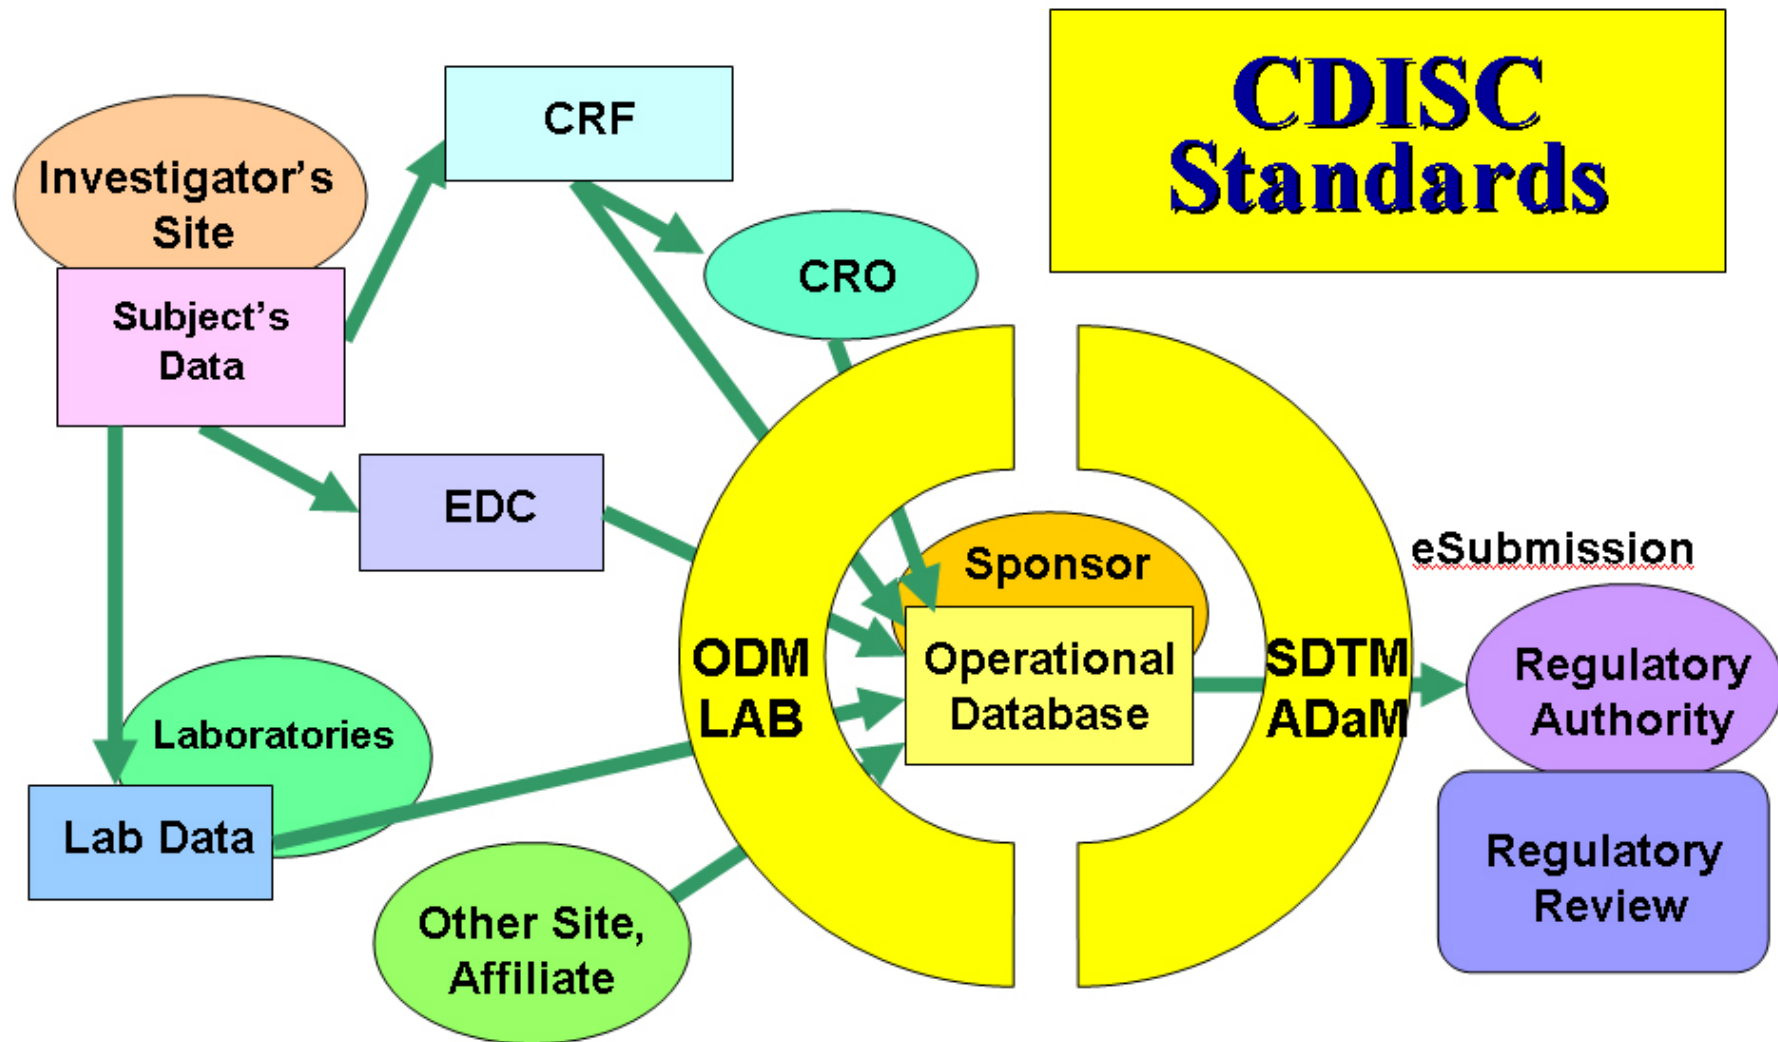 CDISC
Standards
CRF
Investigator's
Site
CRO
Subject's
Data
EDC
Sponsor
eSubmission
ODM
LAB
Operational
Database
SDTM
ADaM
Regulatory
Authority
Laboratories
Lab Data
Regulatory
Review
Other Site,
Affiliate